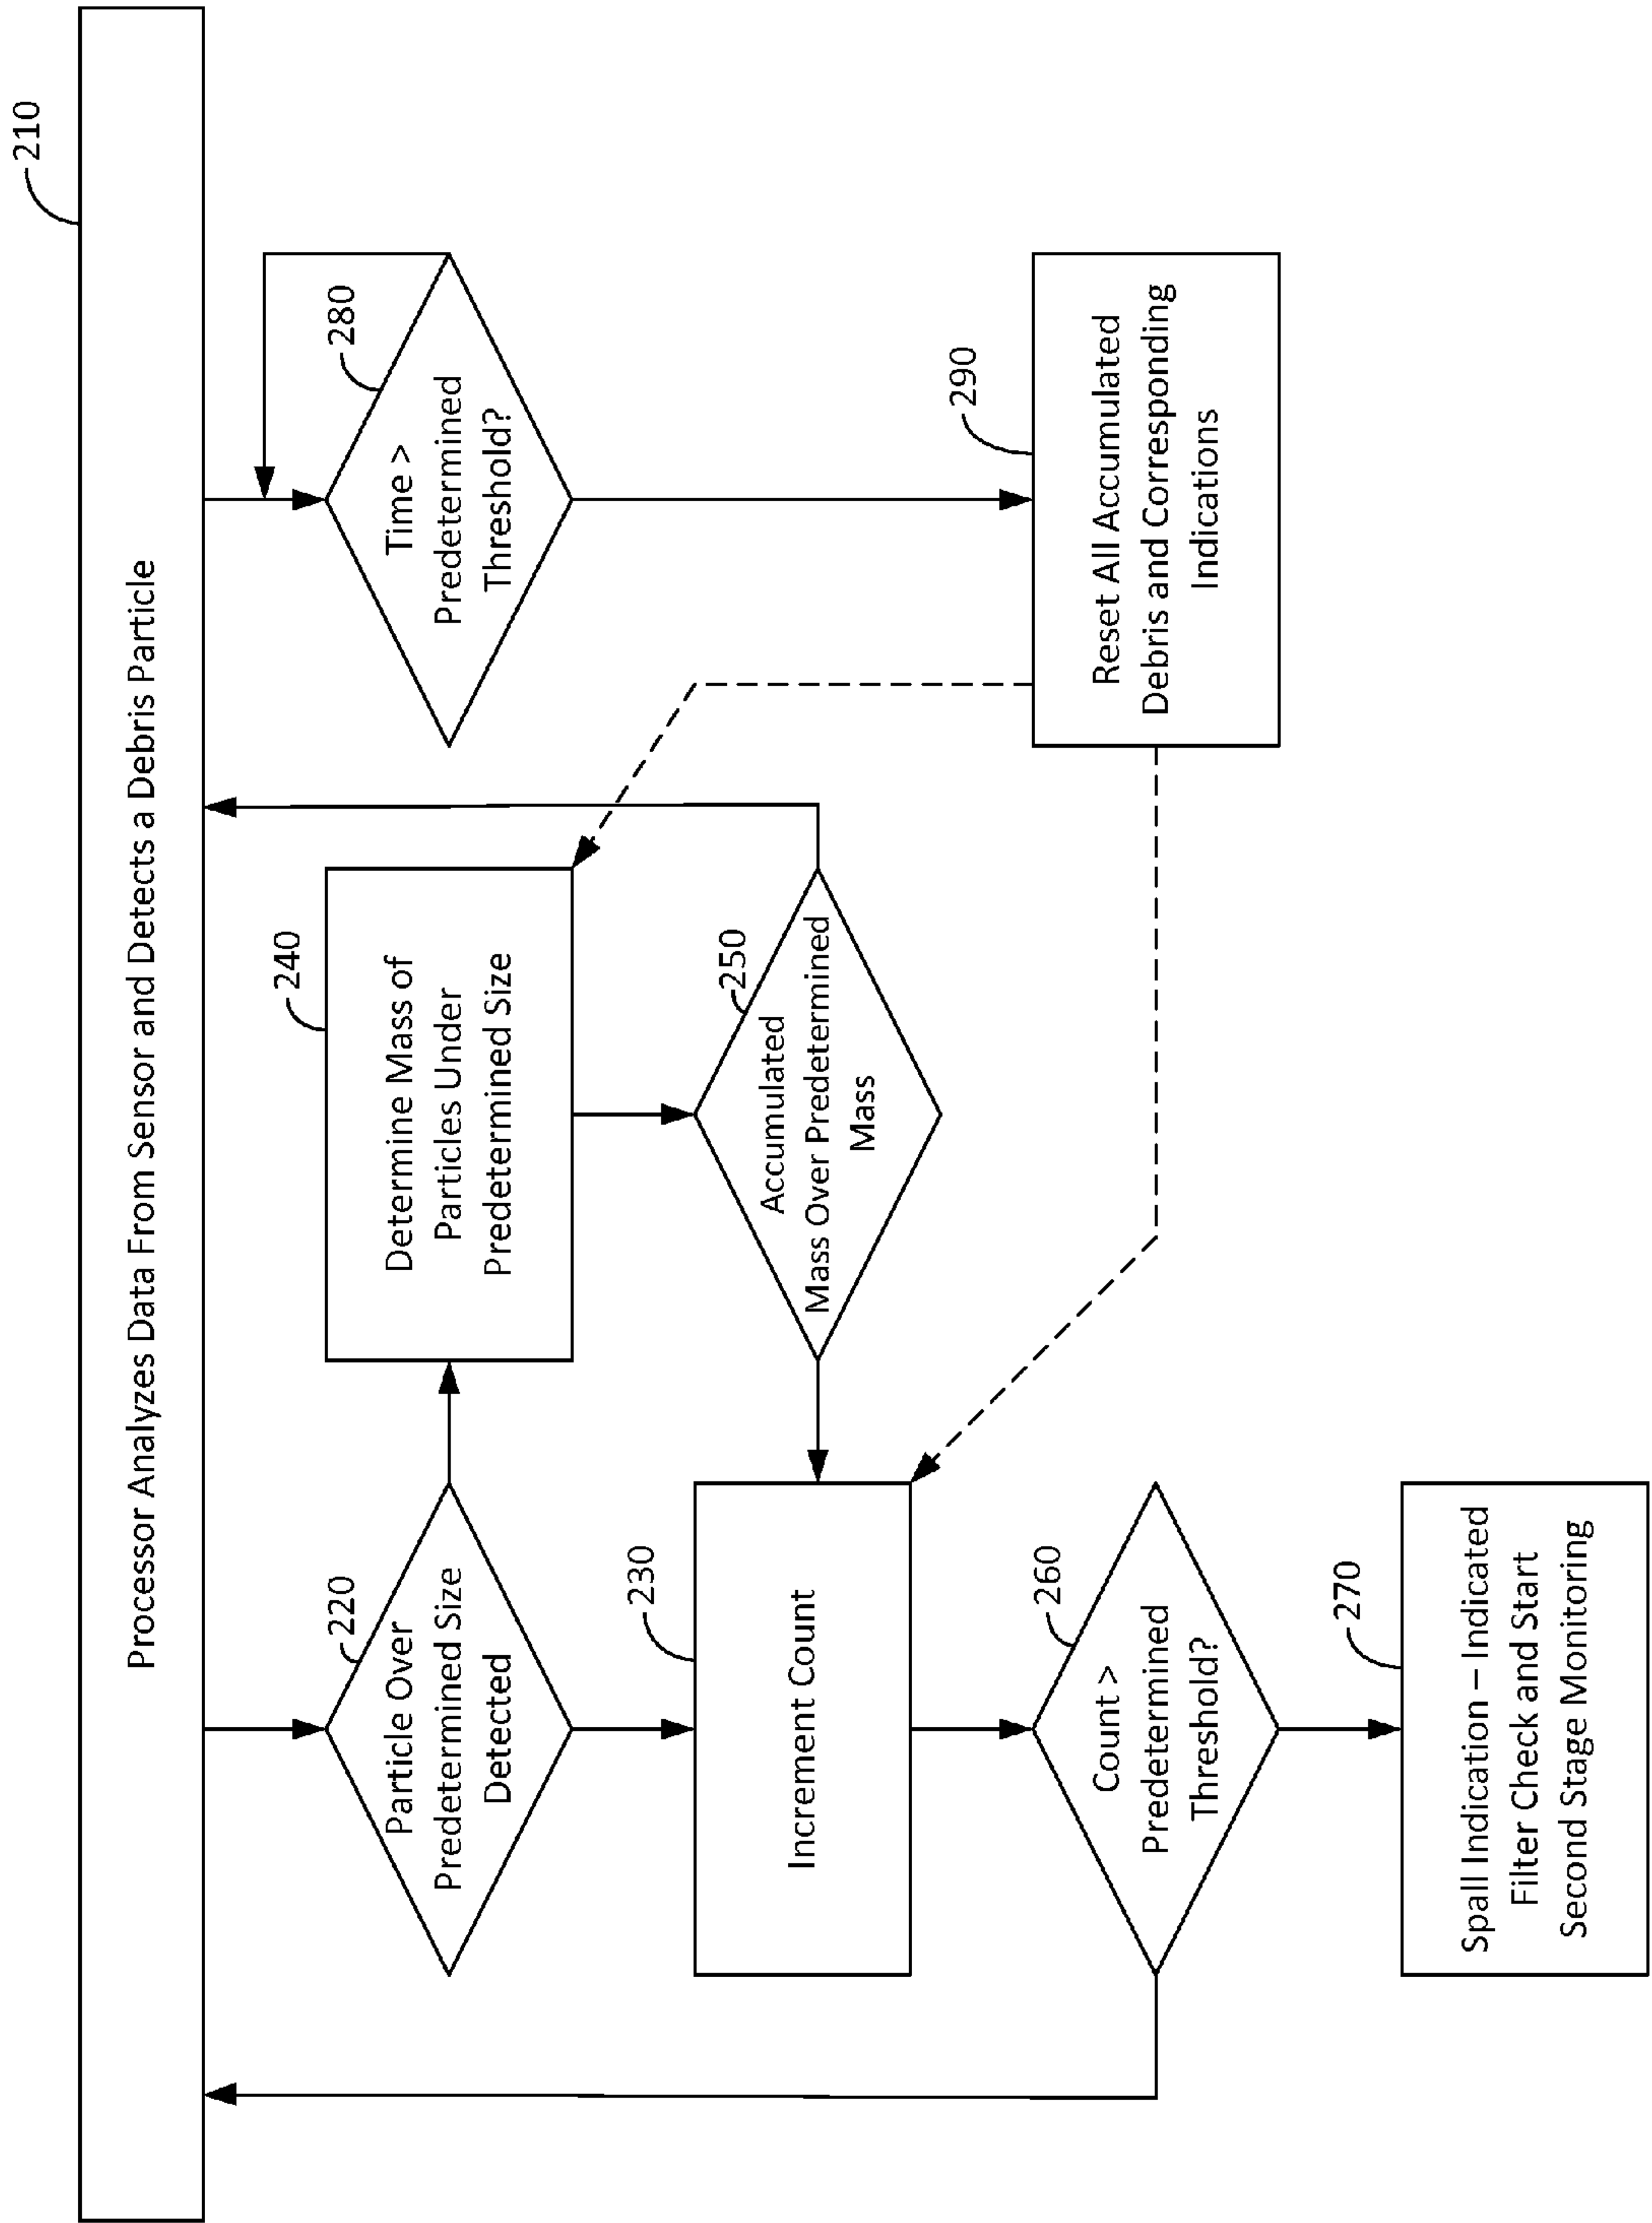 210
Processor Analyzes Data From Sensor and Detects a Debris Particle
220
Particle Over
Predetermined Size
Detected
240
Determine Mass of
Particles Under
Predetermined Size
280
Time >
Predetermined
Threshold?
230
Increment Count
250
Accumulated
Mass Over Predetermined
Mass
260
Count >
Predetermined
Threshold?
290
Reset All Accumulated
Debris and Corresponding
Indications
270
Spall Indication – Indicated
Filter Check and Start
Second Stage Monitoring